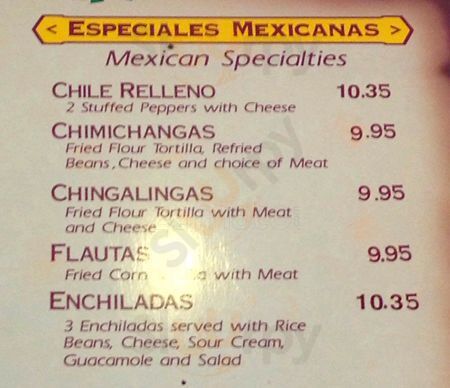 < ESPECIALES MEXICANAS >
Mexican Specialties
CHILE RELLENO 10.35
2 Stuffed Peppers with Cheese
CHIMICHANGAS 9.95
Fried Flour Tortilla, Refried
Beans, Cheese and choice of Meat
CHINGALINGAS 9.95
Fried Flour Tortilla with Meat
and Cheese
FLAUTAS 9.95
Fried Corn with Meat
ENCHILADAS 10.35
3 Enchiladas served with Rice
Beans, Cheese, Sour Cream,
Guacamole and Salad